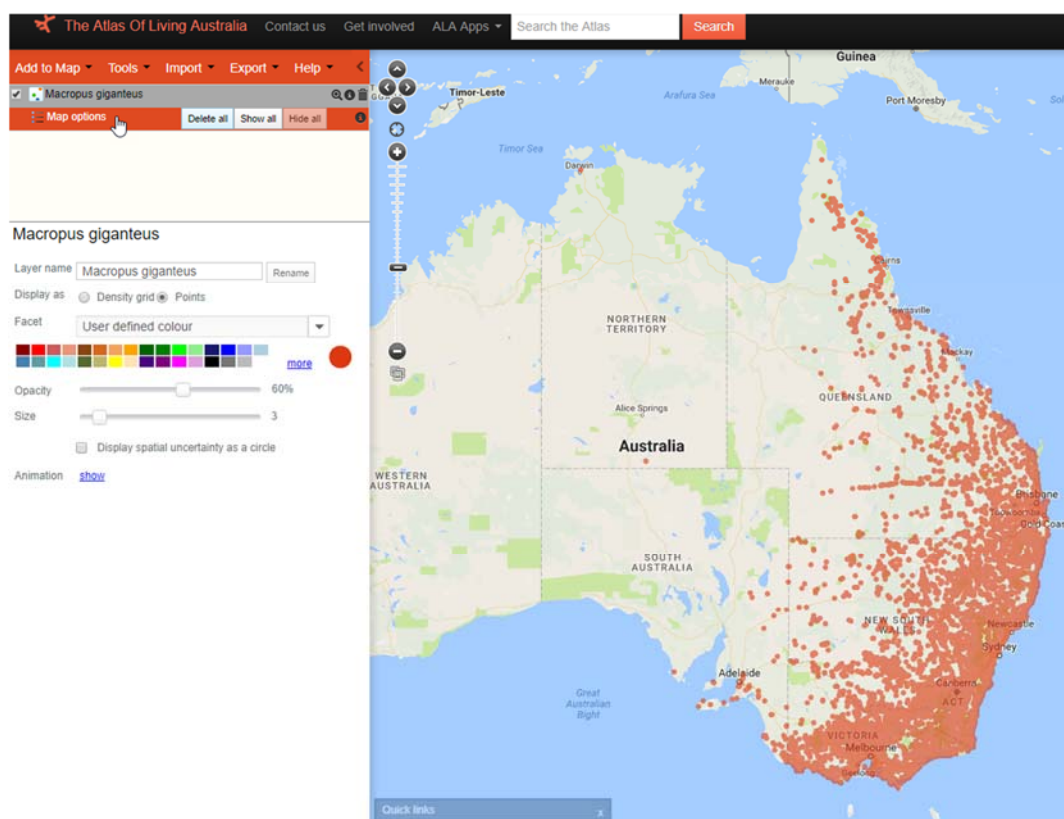 The Atlas Of Living Australia Contact us Get involved ALA Apps Search the Atlas Search
Add to Map Tools Import Export Help
Macropus giganteus
Map options Delete all Show all Hide all
Macropus giganteus
Layer name Macropus giganteus Rename
Display as Density grid Points
Facet User defined colour
more
Opacity 60%
Size 3
Display spatial uncertainty as a circle
Animation show
Guinea
Timor-Leste
Merauke
Arafura Sea
Port Moresby
Timor Sea
Darwin
Cairns
Townsville
NORTHERN
TERRITORY
Mackay
QUEENSLAND
Alice Springs
Australia
WESTERN
AUSTRALIA
Brisbane
Toowoomba
Gold Coas
SOUTH
AUSTRALIA
NEW SOUTH
WALES
Newcastle
Sydney
Adelaide
Canberra
ACT
Great
Australian
Bight
VICTORIA
Melbourne
Geelong
Quick links x